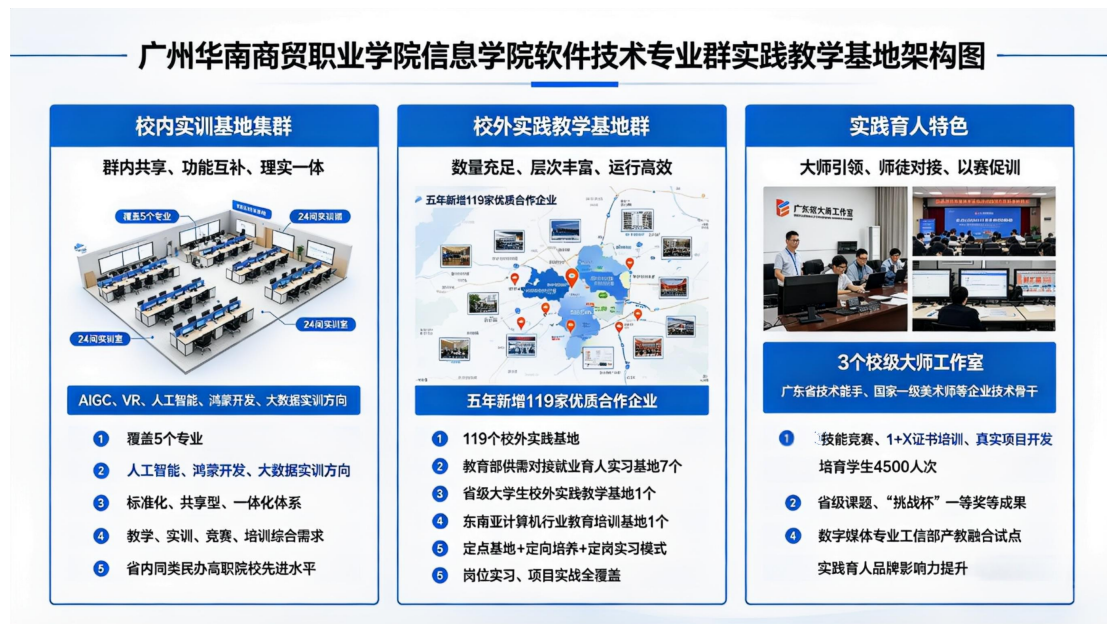 广州华南商贸职业学院信息学院软件技术专业群实践教学基地架构图
校内实训基地集群
群内共享、功能互补、理实一体
覆盖5个专业
24间实训室
24间实训室
AIGC、VR、人工智能、鸿蒙开发、大数据实训方向
1 覆盖5个专业
2 人工智能、鸿蒙开发、大数据实训方向
3 标准化、共享型、一体化体系
4 教学、实训、竞赛、培训综合需求
5 省内同类民办高职院校先进水平
校外实践教学基地群
数量充足、层次丰富、运行高效
五年新增119家优质合作企业
五年新增119家优质合作企业
1 119个校外实践基地
2 教育部供需对接就业育人实习基地7个
3 省级大学生校外实践教学基地1个
4 东南亚计算机行业教育培训基地1个
5 定点基地+定向培养+定岗实习模式
6 岗位实习、项目实战全覆盖
实践育人特色
大师引领、师徒对接、以赛促训
大师工作室
3个校级大师工作室
广东省技术能手、国家一级美术师等企业技术骨干
1 技能竞赛、1+X证书培训、真实项目开发
培育学生4500人次
2 省级课题、“挑战杯”一等奖等成果
4 数字媒体专业工信部产教融合试点
实践育人品牌影响力提升